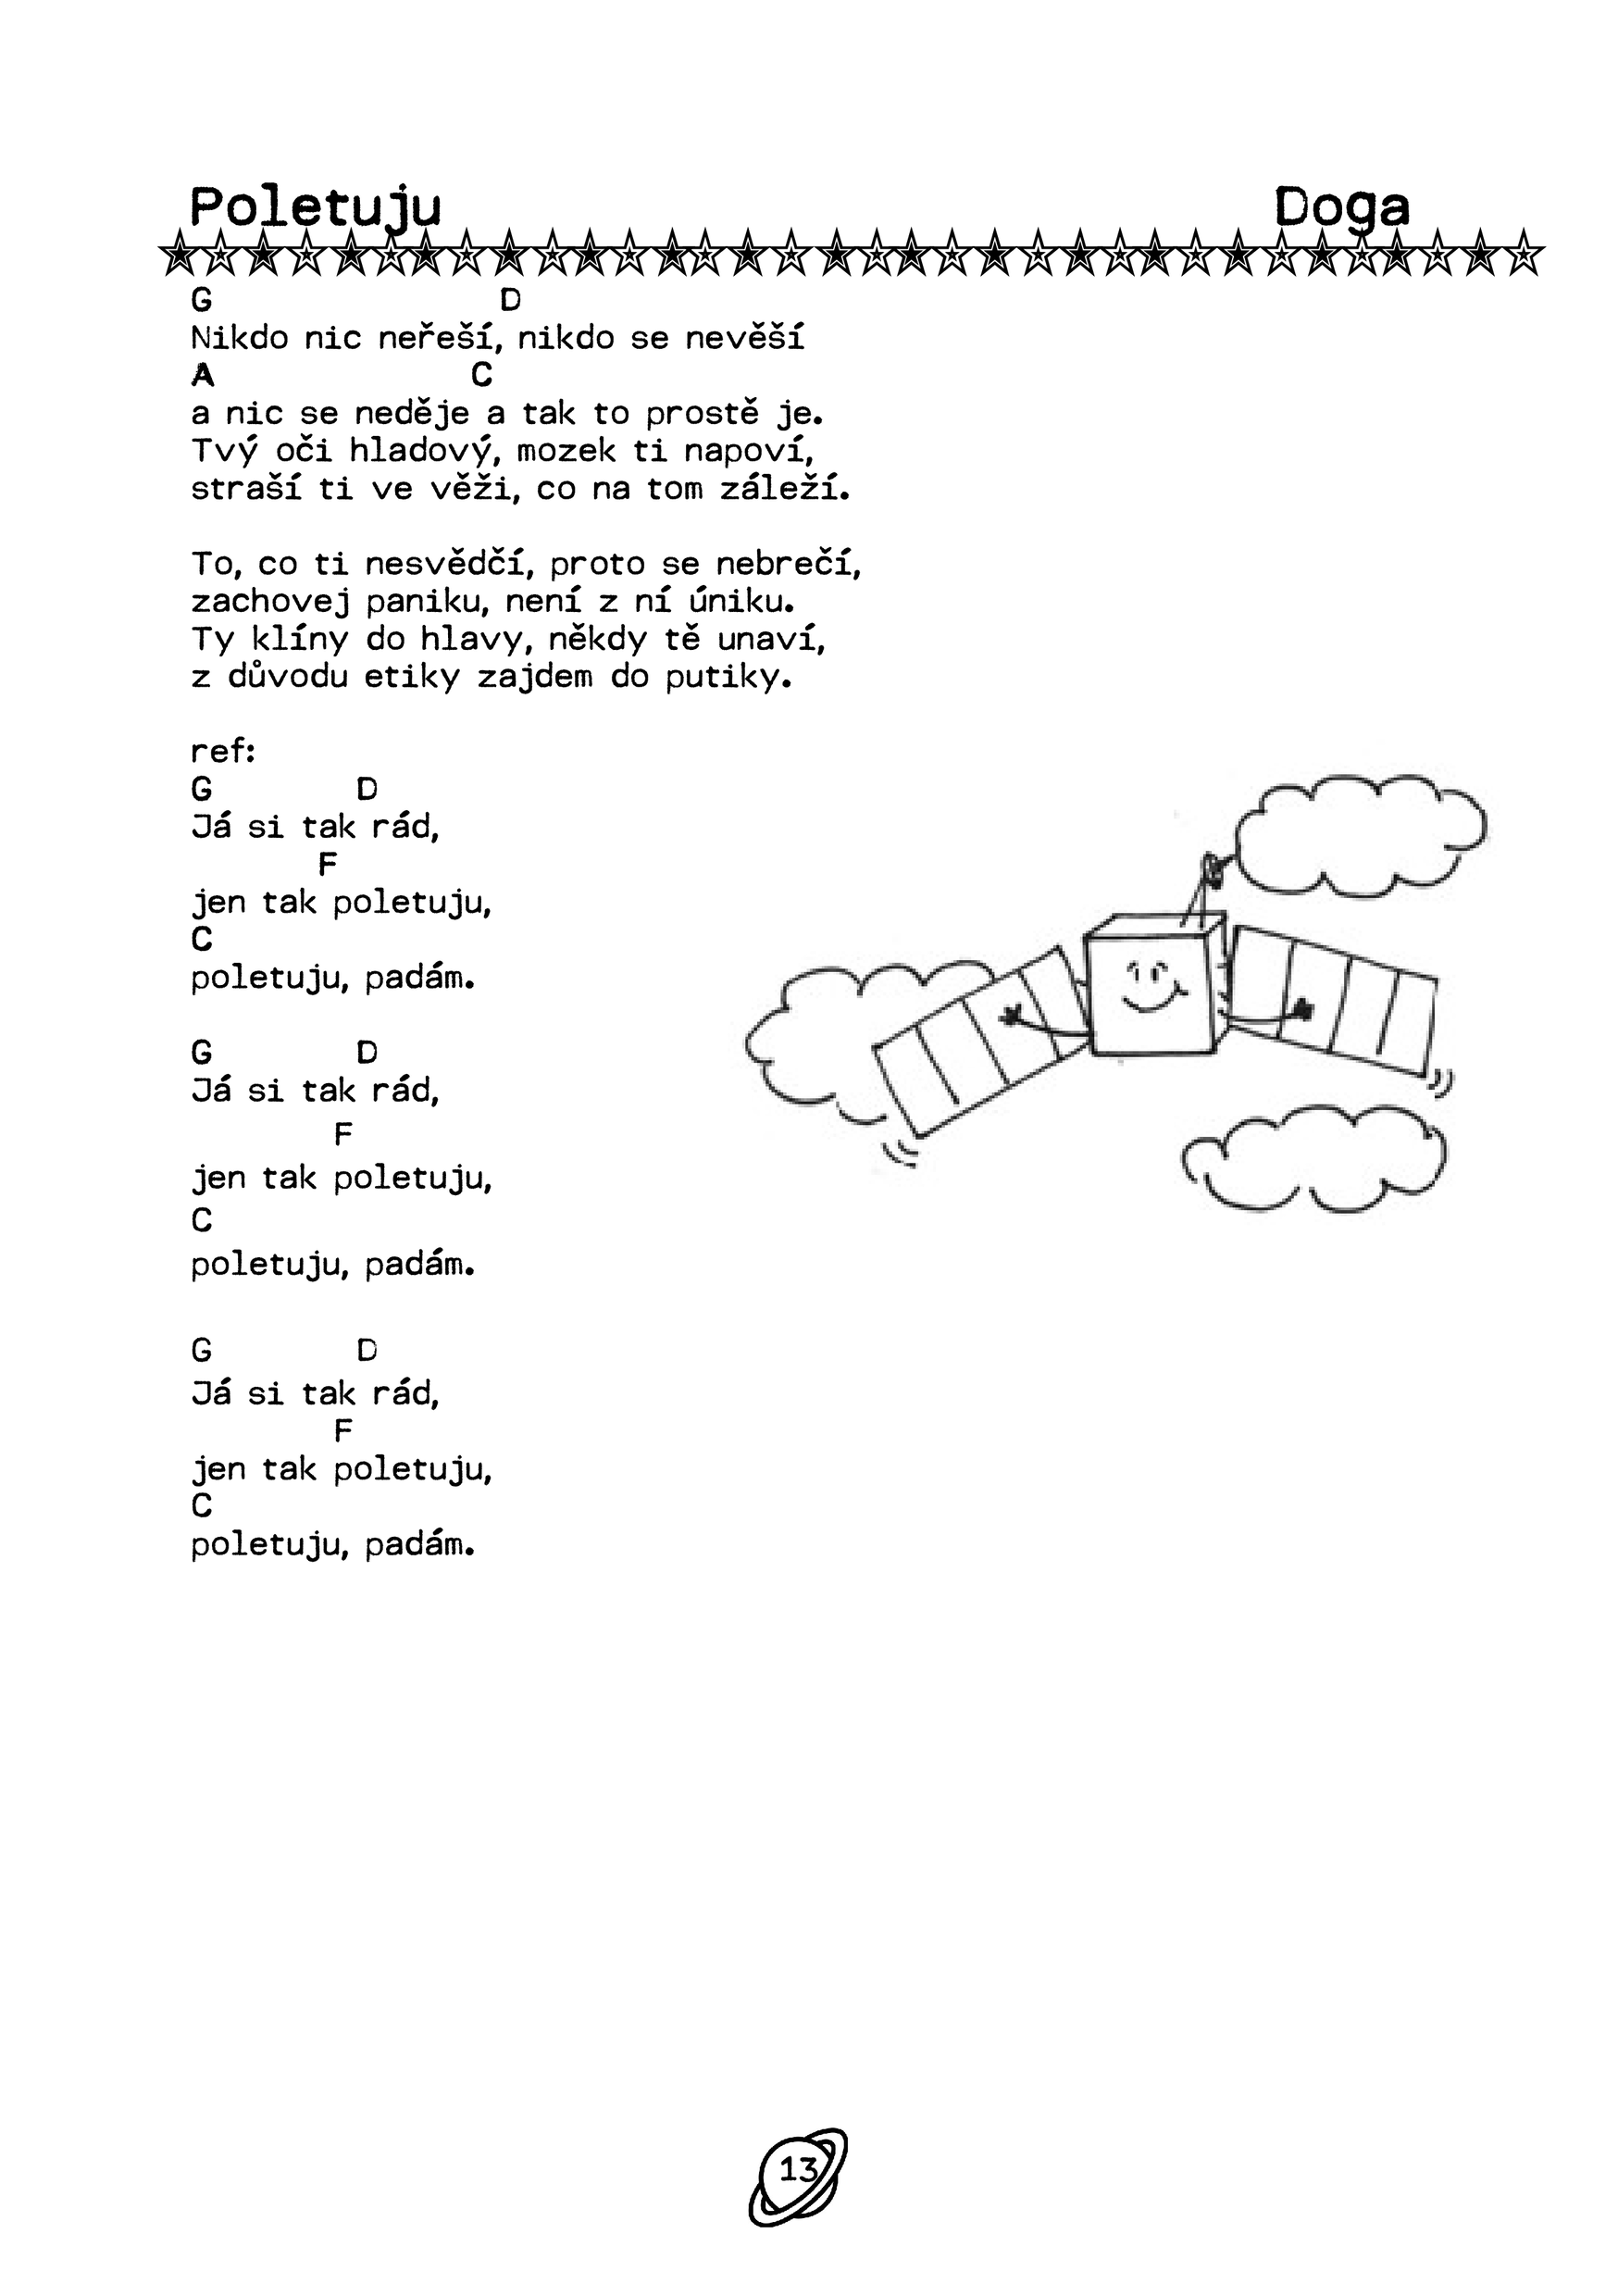 Poletuju Doga
G D
Nikdo nic neřeší, nikdo se nevěší
A C
a nic se neděje a tak to prostě je.
Tvý oči hladový, mozek ti napoví,
straší ti ve věži, co na tom záleží.
To, co ti nesvědčí, proto se nebrečí,
zachovej paniku, není z ní úniku.
Ty klíny do hlavy, někdy tě unaví,
z důvodu etiky zajdem do putiky.
ref:
G D
Já si tak rád,
F
jen tak poletuju,
C
poletuju, padám.
G D
Já si tak rád,
F
jen tak poletuju,
C
poletuju, padám.
G D
Já si tak rád,
F
jen tak poletuju,
C
poletuju, padám.
13